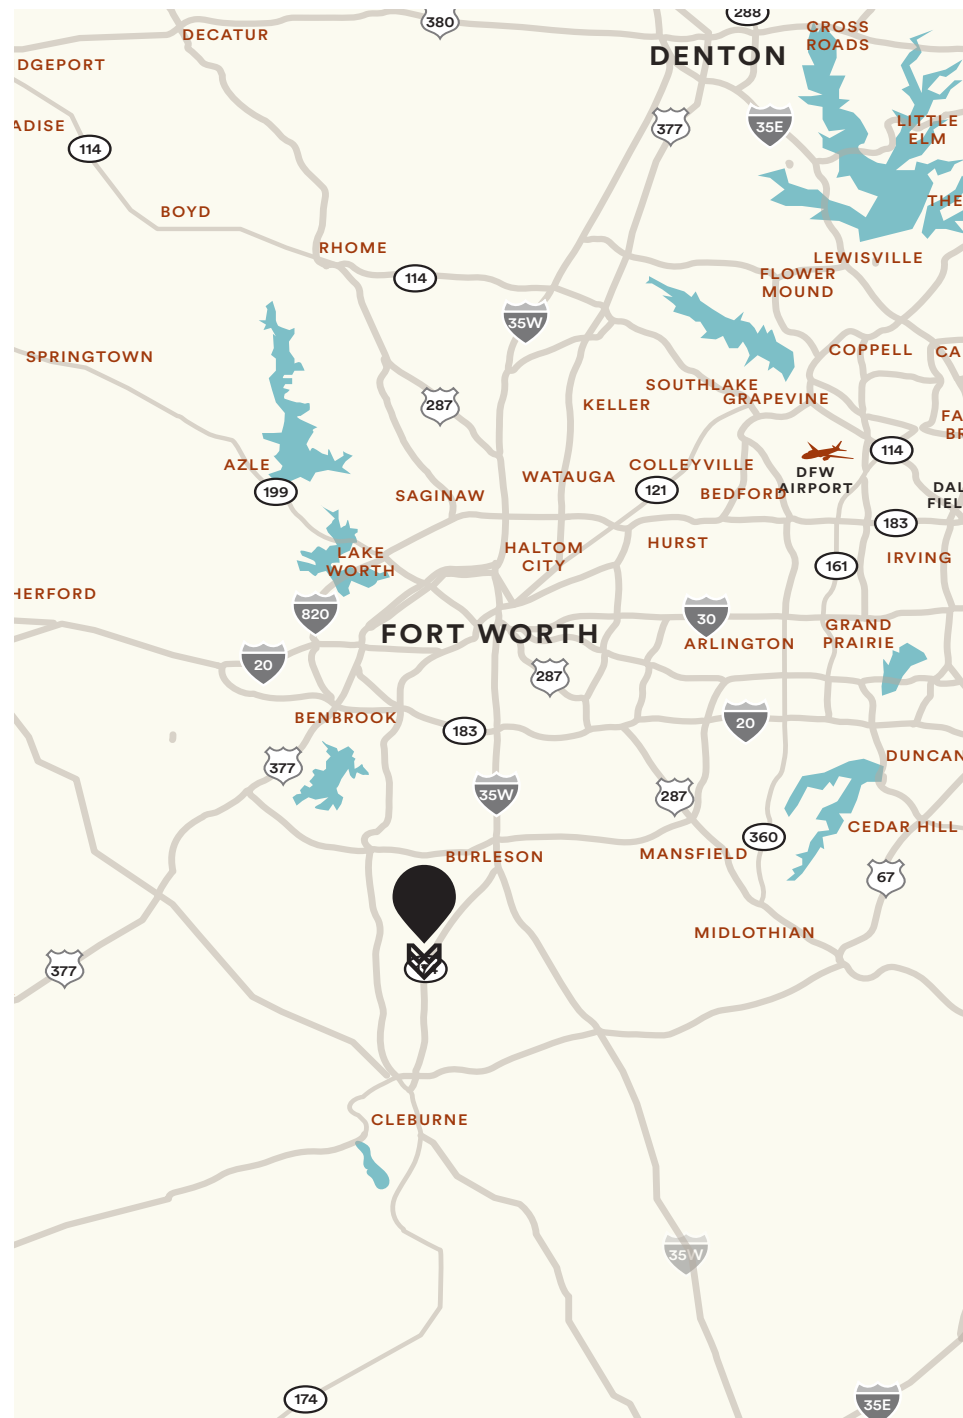 288
380
CROSS
ROADS
DECATUR
DENTON
DGEPORT
377
35E
LITTLE
ELM
ADISE
114
THE
BOYD
RHOME
LEWISVILLE
114
FLOWER
MOUND
35W
SPRINGTOWN
COPPELL
CA
SOUTHLAKE
GRAPEVINE
287
KELLER
FA
BR
114
AZLE
WATAUGA
COLLEYVILLE
DFW
AIRPORT
199
SAGINAW
121
BEDFORD
DAL
FIEL
183
LAKE
WORTH
HALTOM
CITY
HURST
161
IRVING
HERFORD
820
30
GRAND
PRAIRIE
FORT WORTH
ARLINGTON
20
287
BENBROOK
183
20
377
DUNCAN
35W
287
CEDAR HILL
360
BURLESON
MANSFIELD
67
MIDLOTHIAN
377
CLEBURNE
35W
174
35E